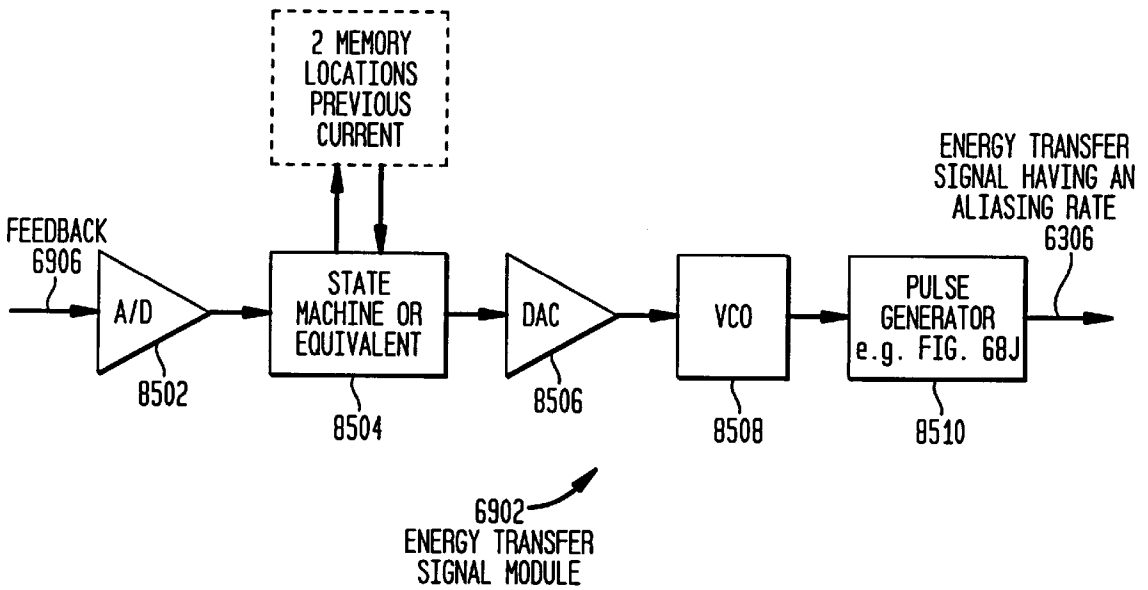 2 MEMORY
LOCATIONS
PREVIOUS
CURRENT
ENERGY TRANSFER
SIGNAL HAVING AN
ALIASING RATE
6306
FEEDBACK
6906
A/D
8502
STATE
MACHINE OR
EQUIVALENT
8504
DAC
8506
VCO
8508
PULSE
GENERATOR
e.g. FIG. 68J
8510
6902
ENERGY TRANSFER
SIGNAL MODULE